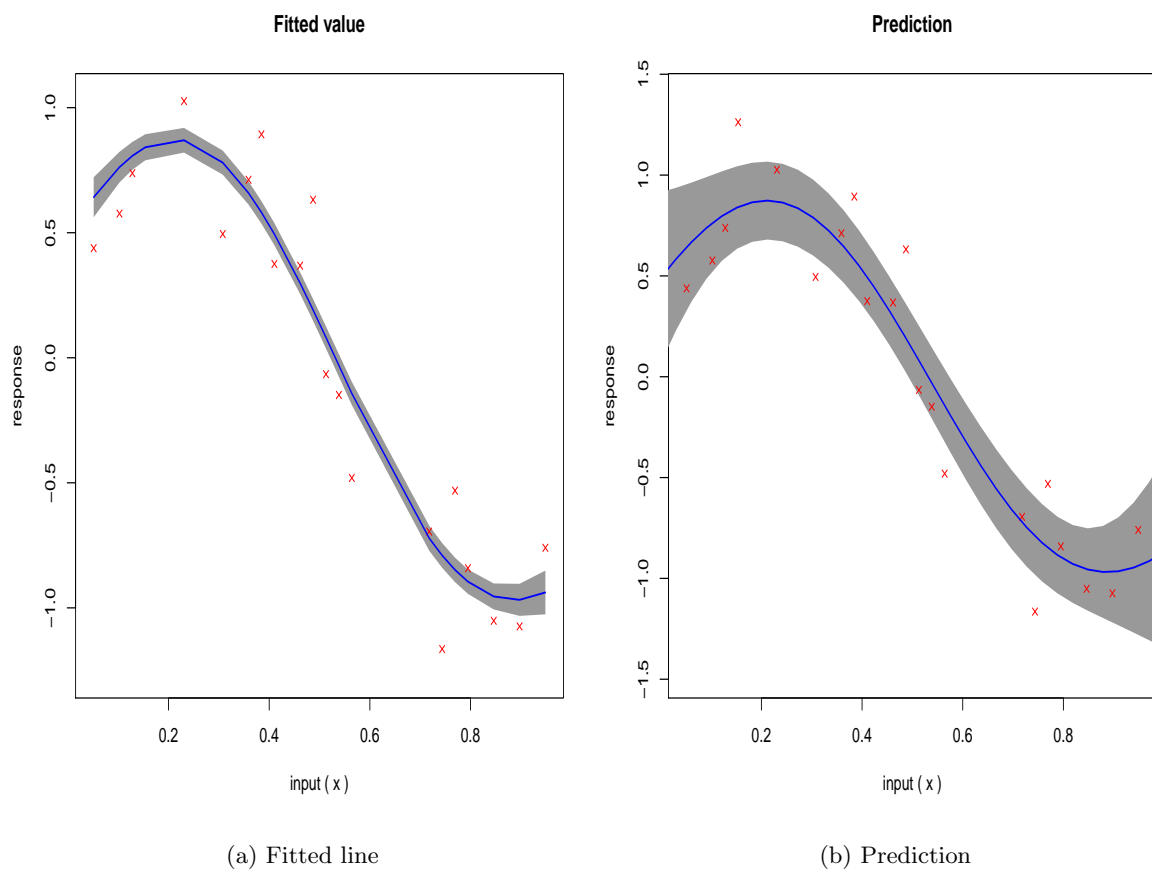 Fitted value
1.0
0.5
0.0
−0.5
−1.0
response
0.2 0.4 0.6 0.8
input ( x )
(a) Fitted line
Prediction
1.5
1.0
0.5
0.0
−0.5
−1.0
−1.5
response
0.2 0.4 0.6 0.8
input ( x )
(b) Prediction